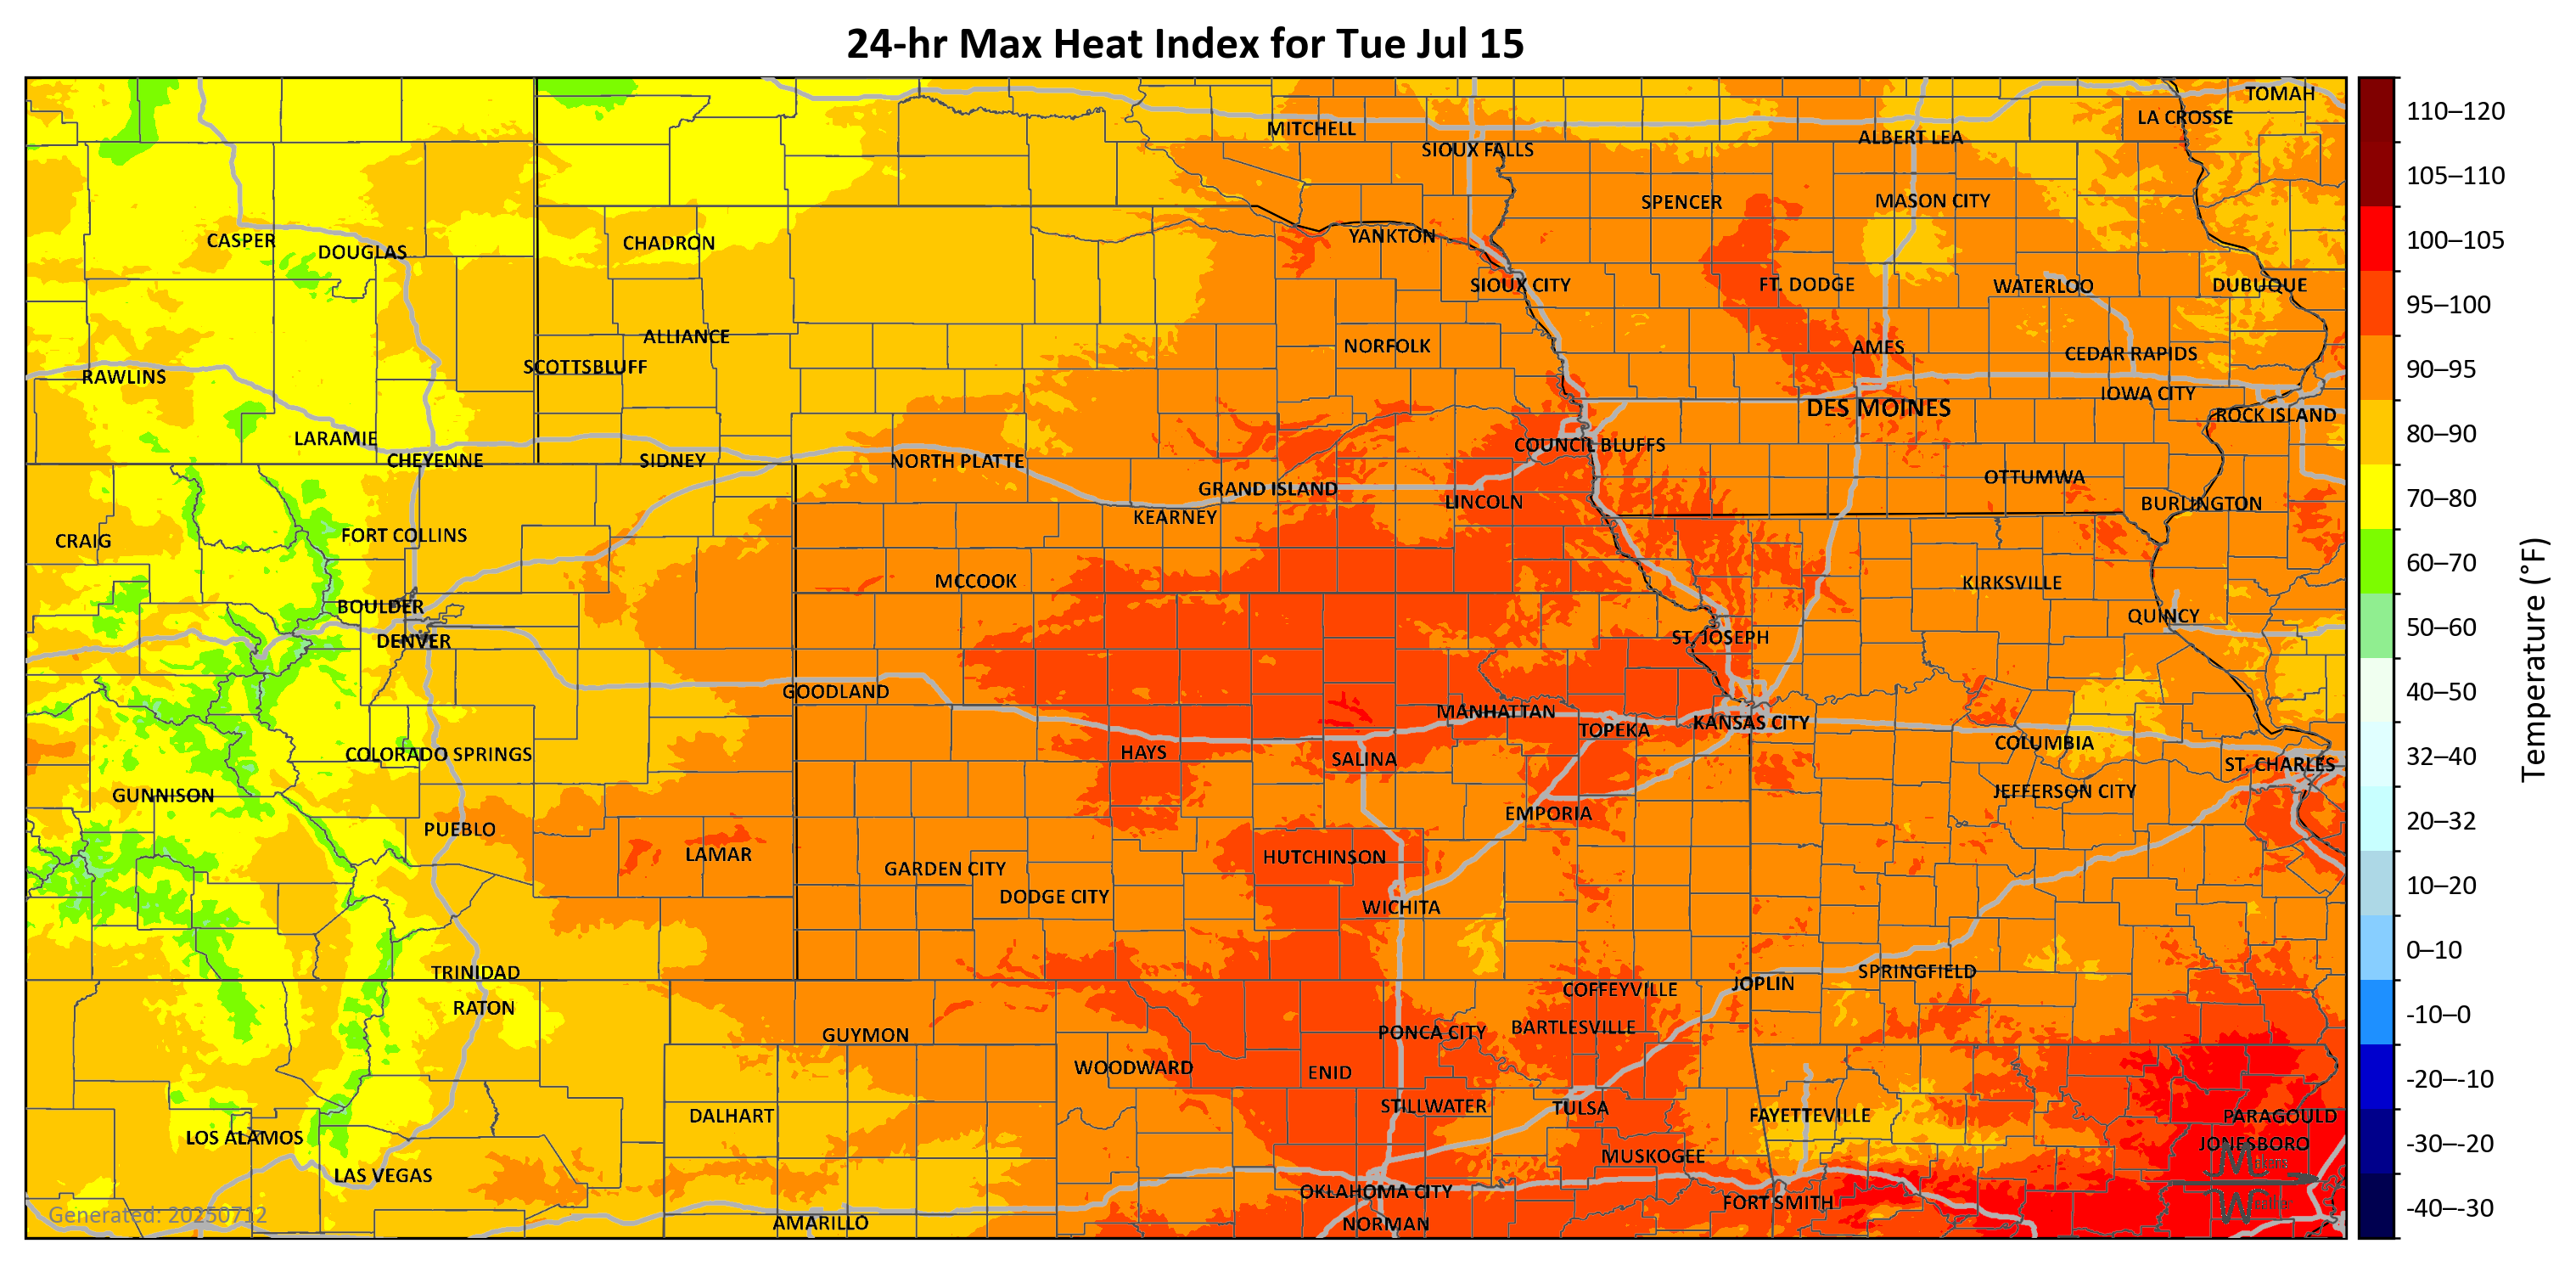 24-hr Max Heat Index for Tue Jul 15
TOMAH
LA CROSSE
MITCHELL
ALBERT LEA
SIOUX FALLS
SPENCER
MASON CITY
YANKTON
CASPER
CHADRON
DOUGLAS
SIOUX CITY
FT. DODGE
WATERLOO
DUBUQUE
ALLIANCE
NORFOLK
AMES
CEDAR RAPIDS
SCOTTSBLUFF
RAWLINS
IOWA CITY
DES MOINES
ROCK ISLAND
LARAMIE
COUNCIL BLUFFS
CHEYENNE
SIDNEY
NORTH PLATTE
OTTUMWA
GRAND ISLAND
LINCOLN
BURLINGTON
KEARNEY
FORT COLLINS
CRAIG
MCCOOK
KIRKSVILLE
BOULDER
QUINCY
DENVER
ST. JOSEPH
GOODLAND
MANHATTAN
KANSAS CITY
TOPEKA
COLUMBIA
COLORADO SPRINGS
HAYS
SALINA
ST. CHARLES
GUNNISON
JEFFERSON CITY
EMPORIA
PUEBLO
LAMAR
HUTCHINSON
GARDEN CITY
DODGE CITY
WICHITA
TRINIDAD
SPRINGFIELD
JOPLIN
COFFEYVILLE
RATON
BARTLESVILLE
PONCA CITY
GUYMON
WOODWARD
ENID
STILLWATER
TULSA
DALHART
FAYETTEVILLE
PARAGOULD
LOS ALAMOS
JONESBORO
MUSKOGEE
LAS VEGAS
OKLAHOMA CITY
FORT SMITH
Generated: 20250712
AMARILLO
NORMAN
110–120
105–110
100–105
95–100
90–95
80–90
70–80
60–70
50–60
40–50
32–40
20–32
10–20
0–10
-10–0
-20–-10
-30–-20
-40–-30
Temperature (°F)